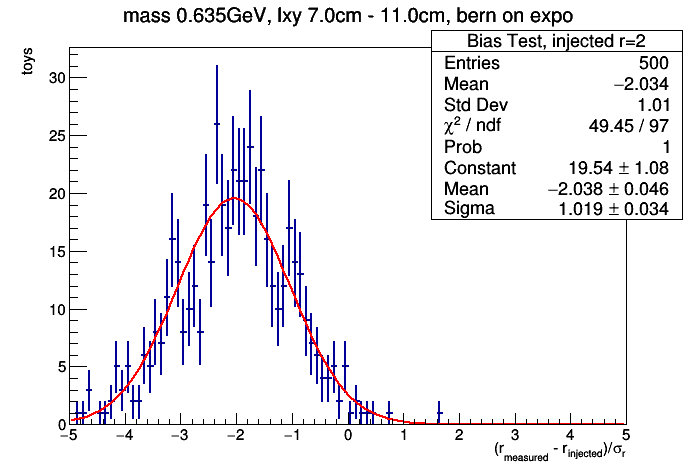 mass 0.635GeV, lxy 7.0cm - 11.0cm, bern on expo
Bias Test, injected r=2
Entries 500
Mean −2.034
Std Dev 1.01
χ² / ndf 49.45 / 97
Prob 1
Constant 19.54 ± 1.08
Mean −2.038 ± 0.046
Sigma 1.019 ± 0.034
toys
30
25
20
15
10
5
0
−5 −4 −3 −2 −1 0 1 2 3 4 5
(r_measured - r_injected)/σ_r